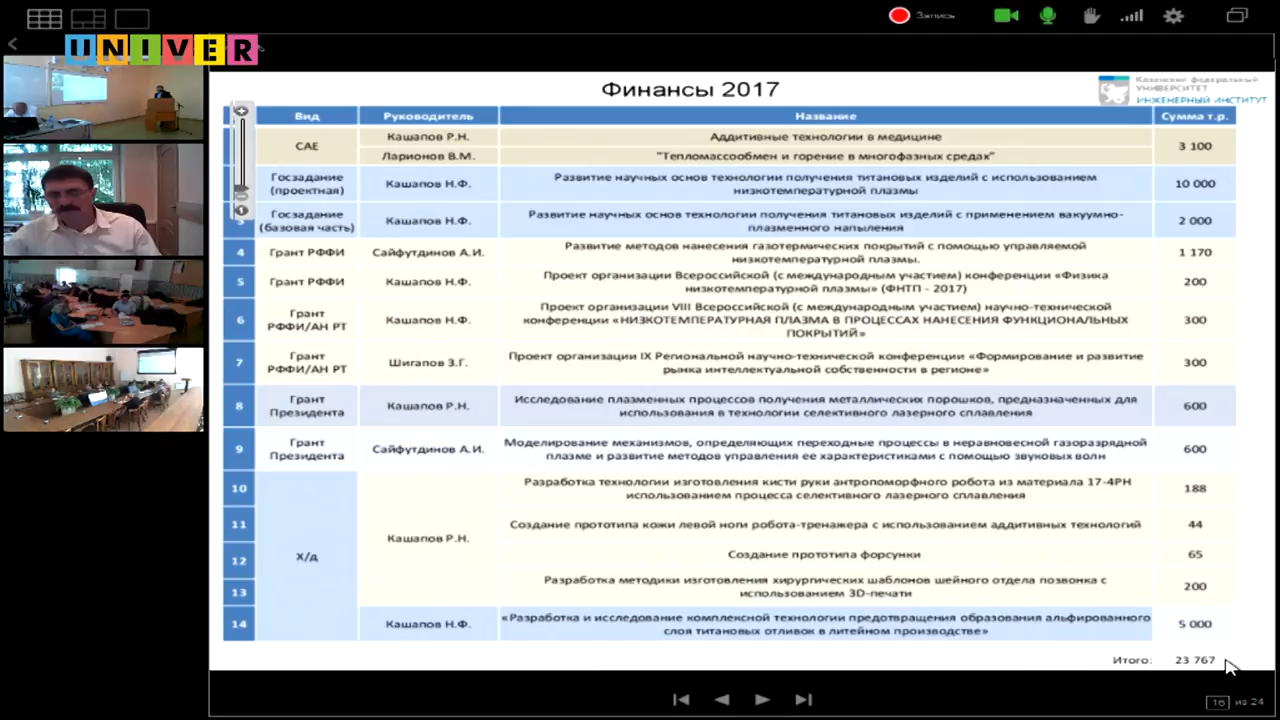 Запись
UNIVER
Финансы 2017
Казанский федеральный
УНИВЕРСИТЕТ
ИНЖЕНЕРНЫЙ ИНСТИТУТ
Вид Руководитель Название Сумма т.р.
САЕ Кашапов Р.Н. Аддитивные технологии в медицине 3 100
Ларионов В.М. "Тепломассообмен и горение в многофазных средах"
Госзадание
(проектная) Кашапов Н.Ф. Развитие научных основ технологии получения титановых изделий с использованием
низкотемпературной плазмы 10 000
3 Госзадание
(базовая часть) Кашапов Н.Ф. Развитие научных основ технологии получения титановых изделий с применением вакуумно-
плазменного напыления 2 000
4 Грант РФФИ Сайфутдинов А.И. Развитие методов нанесения газотермических покрытий с помощью управляемой
низкотемпературной плазмы. 1 170
5 Грант РФФИ Кашапов Н.Ф. Проект организации Всероссийской (с международным участием) конференции «Физика
низкотемпературной плазмы» (ФНТП - 2017) 200
6 Грант
РФФИ/АН РТ Кашапов Н.Ф. Проект организации VIII Всероссийской (с международным участием) научно-технической
конференции «НИЗКОТЕМПЕРАТУРНАЯ ПЛАЗМА В ПРОЦЕССАХ НАНЕСЕНИЯ ФУНКЦИОНАЛЬНЫХ
ПОКРЫТИЙ» 300
7 Грант
РФФИ/АН РТ Шигапов З.Г. Проект организации IX Региональной научно-технической конференции «Формирование и развитие
рынка интеллектуальной собственности в регионе» 300
8 Грант
Президента Кашапов Р.Н. Исследование плазменных процессов получения металлических порошков, предназначенных для
использования в технологии селективного лазерного сплавления 600
9 Грант
Президента Сайфутдинов А.И. Моделирование механизмов, определяющих переходные процессы в неравновесной газоразрядной
плазме и развитие методов управления ее характеристиками с помощью звуковых волн 600
10 Х/д Кашапов Р.Н. Разработка технологии изготовления кисти руки антропоморфного робота из материала 17-4PH
использованием процесса селективного лазерного сплавления 188
11 Создание прототипа кожи левой ноги робота-тренажера с использованием аддитивных технологий 44
12 Создание прототипа форсунки 65
13 Разработка методики изготовления хирургических шаблонов шейного отдела позвонка с
использованием 3D-печати 200
14 Кашапов Н.Ф. «Разработка и исследование комплексной технологии предотвращения образования альфированного
слоя титановых отливок в литейном производстве» 5 000
Итого: 23 767
16 из 24